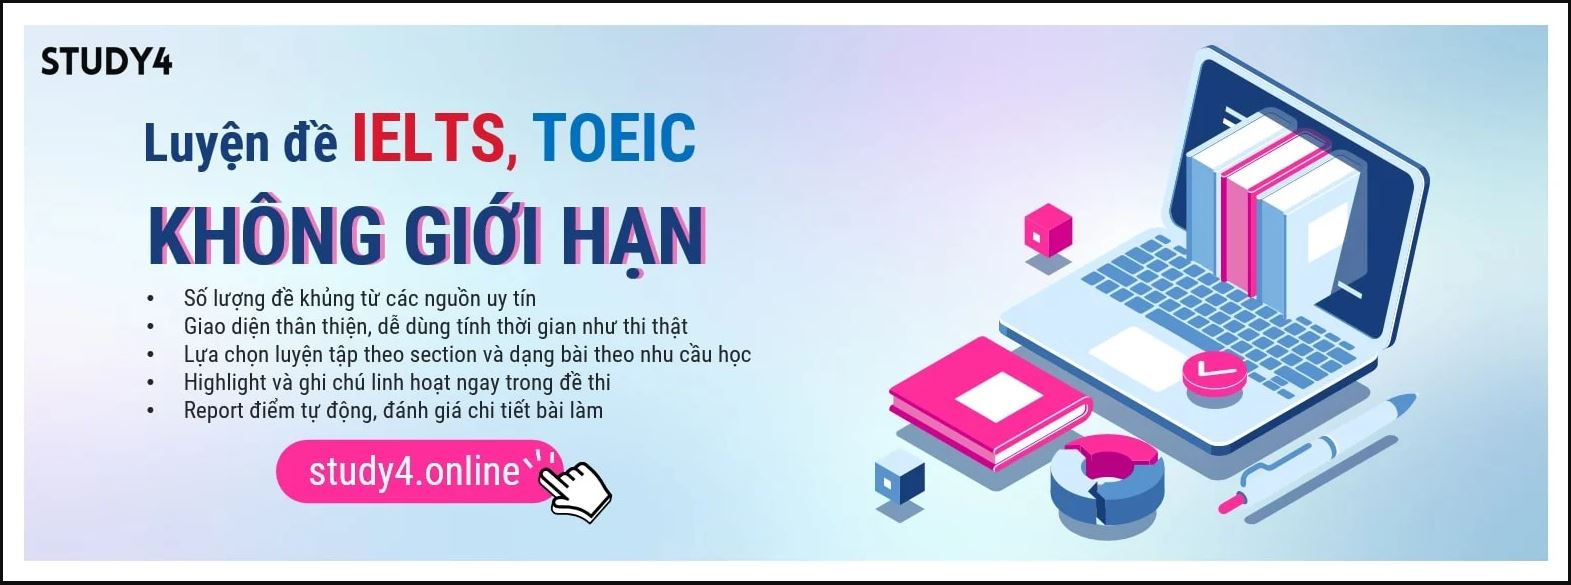 STUDY4
Luyện đề IELTS, TOEIC
KHÔNG GIỚI HẠN
• Số lượng đề khủng từ các nguồn uy tín
• Giao diện thân thiện, dễ dùng tính thời gian như thi thật
• Lựa chọn luyện tập theo section và dạng bài theo nhu cầu học
• Highlight và ghi chú linh hoạt ngay trong đề thi
• Report điểm tự động, đánh giá chi tiết bài làm
study4.online